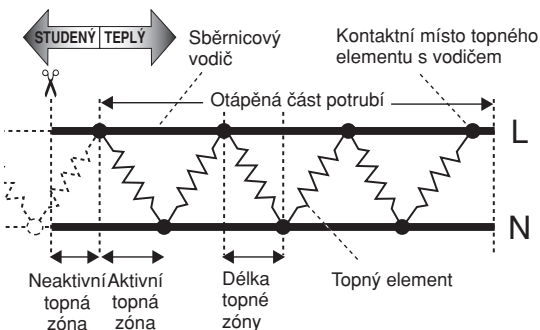 STUDENÝ TEPLÝ
Sběrnicový
vodič
Kontaktní místo topného
elementu s vodičem
Otápěná část potrubí
L
N
Neaktivní
topná
zóna
Aktivní
topná
zóna
Délka
topné
zóny
Topný element